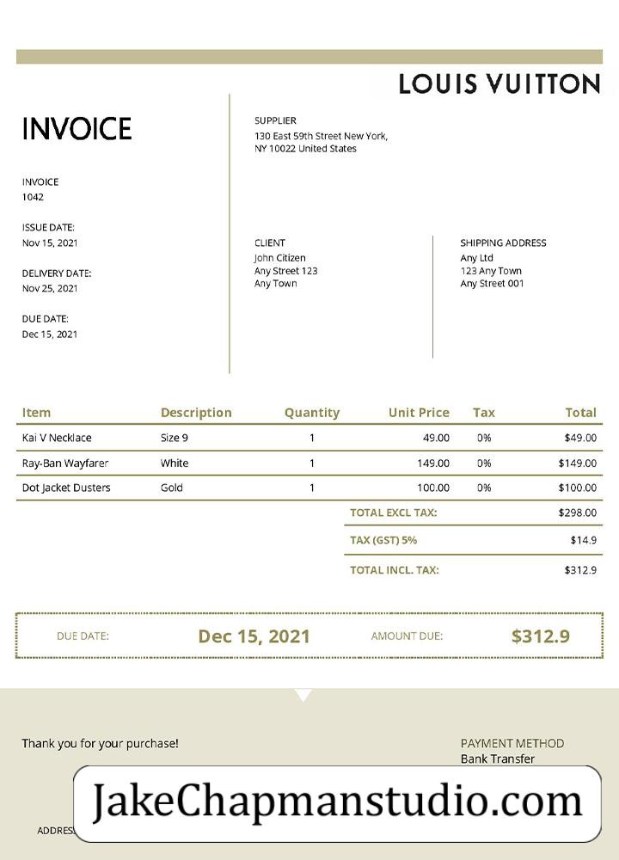 LOUIS VUITTON
INVOICE
SUPPLIER
130 East 59th Street New York,
NY 10022 United States
INVOICE
1042
ISSUE DATE:
Nov 15, 2021
DELIVERY DATE:
Nov 25, 2021
DUE DATE:
Dec 15, 2021
CLIENT
John Citizen
Any Street 123
Any Town
SHIPPING ADDRESS
Any Ltd
123 Any Town
Any Street 001
Item Description Quantity Unit Price Tax Total
Kai V Necklace Size 9 1 49.00 0% $49.00
Ray-Ban Wayfarer White 1 149.00 0% $149.00
Dot Jacket Dusters Gold 1 100.00 0% $100.00
TOTAL EXCL TAX: $298.00
TAX (GST) 5% $14.9
TOTAL INCL. TAX: $312.9
DUE DATE: Dec 15, 2021 AMOUNT DUE: $312.9
Thank you for your purchase!
PAYMENT METHOD
Bank Transfer
JakeChapmanstudio.com